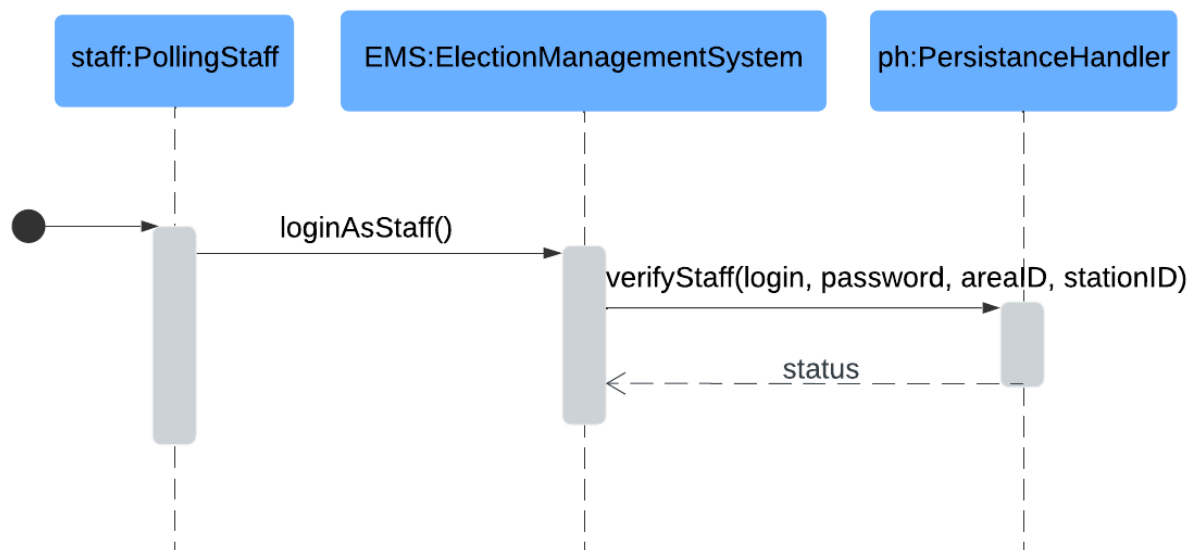 staff:PollingStaff
EMS:ElectionManagementSystem
ph:PersistanceHandler
loginAsStaff()
verifyStaff(login, password, areaID, stationID)
status